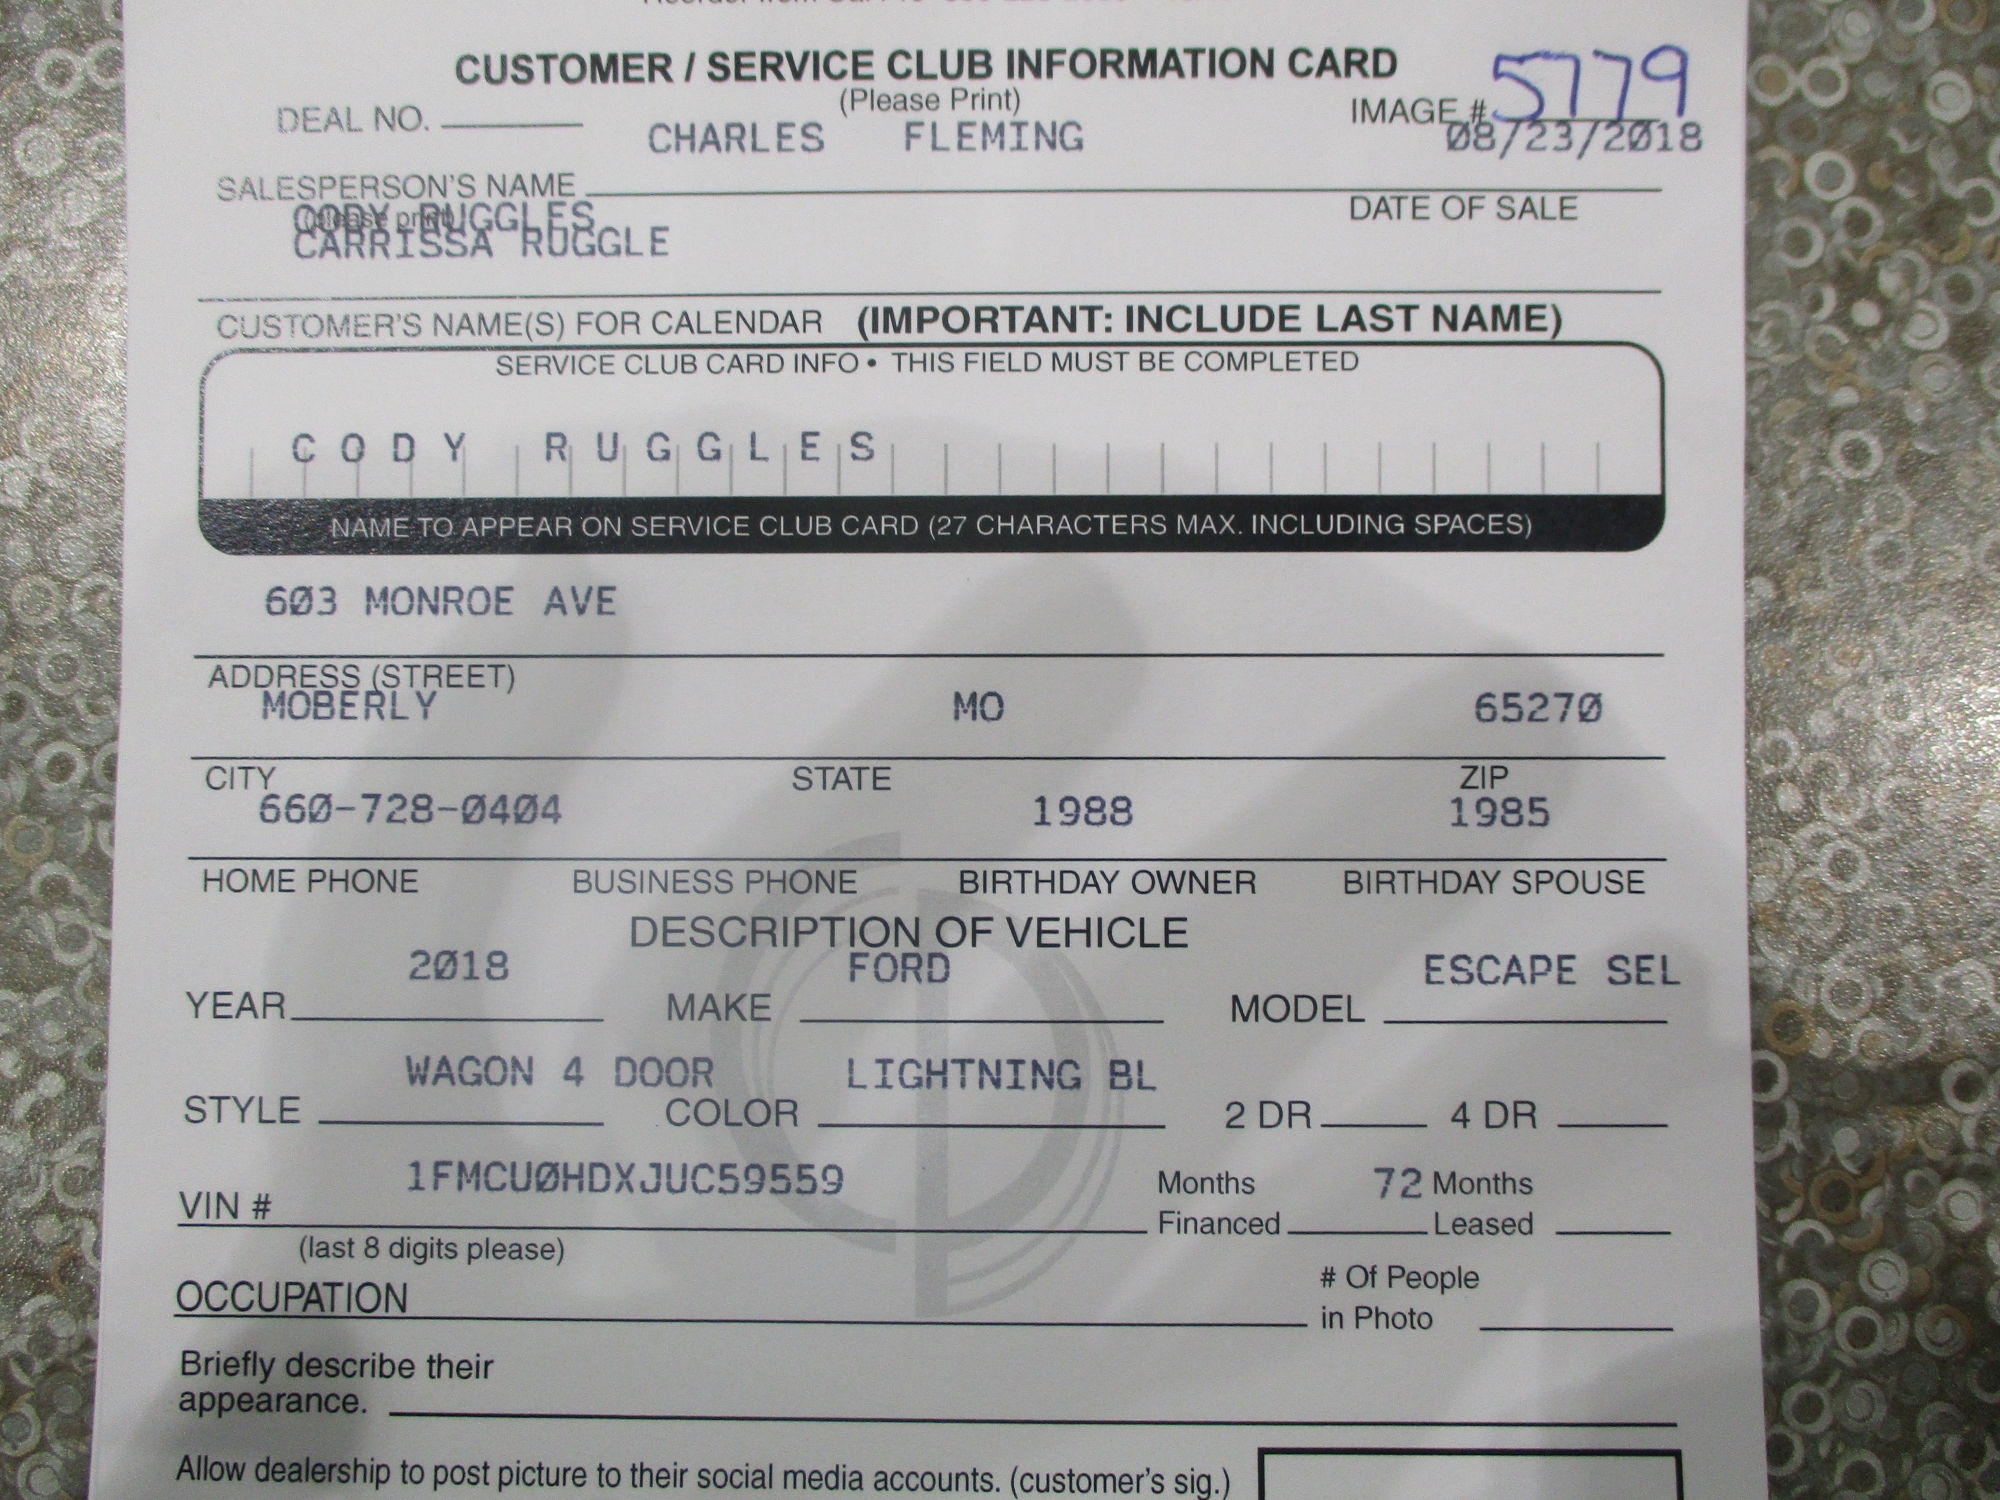 CUSTOMER / SERVICE CLUB INFORMATION CARD
(Please Print)
DEAL NO.
IMAGE # 5779
CHARLES FLEMING 08/23/2018
SALESPERSON'S NAME
(please print)
DATE OF SALE
CODY RUGGLES
CARRISSA RUGGLE
CUSTOMER'S NAME(S) FOR CALENDAR (IMPORTANT: INCLUDE LAST NAME)
SERVICE CLUB CARD INFO • THIS FIELD MUST BE COMPLETED
CODY RUGGLES
NAME TO APPEAR ON SERVICE CLUB CARD (27 CHARACTERS MAX. INCLUDING SPACES)
603 MONROE AVE
ADDRESS (STREET)
MOBERLY MO 65270
CITY STATE ZIP
660-728-0404 1988 1985
HOME PHONE BUSINESS PHONE BIRTHDAY OWNER BIRTHDAY SPOUSE
DESCRIPTION OF VEHICLE
2018 FORD ESCAPE SEL
YEAR MAKE MODEL
WAGON 4 DOOR LIGHTNING BL
STYLE COLOR 2 DR 4 DR
1FMCU0HDXJUC59559 Months 72 Months
VIN # Financed Leased
(last 8 digits please)
OCCUPATION # Of People
in Photo
Briefly describe their
appearance.
Allow dealership to post picture to their social media accounts. (customer's sig.)